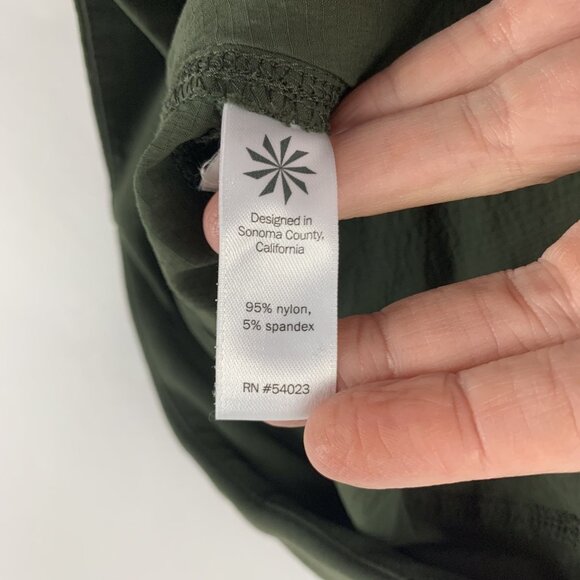 Designed in
Sonoma County,
California
95% nylon,
5% spandex
RN #54023